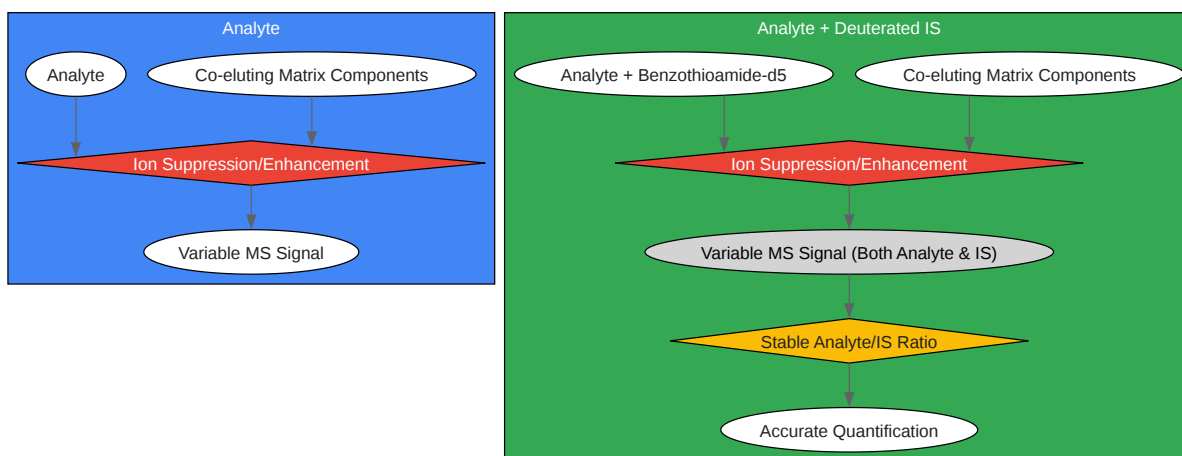 Analyte
Analyte
Co-eluting Matrix Components
Ion Suppression/Enhancement
Variable MS Signal
Analyte + Deuterated IS
Analyte + Benzothioamide-d5
Co-eluting Matrix Components
Ion Suppression/Enhancement
Variable MS Signal (Both Analyte & IS)
Stable Analyte/IS Ratio
Accurate Quantification